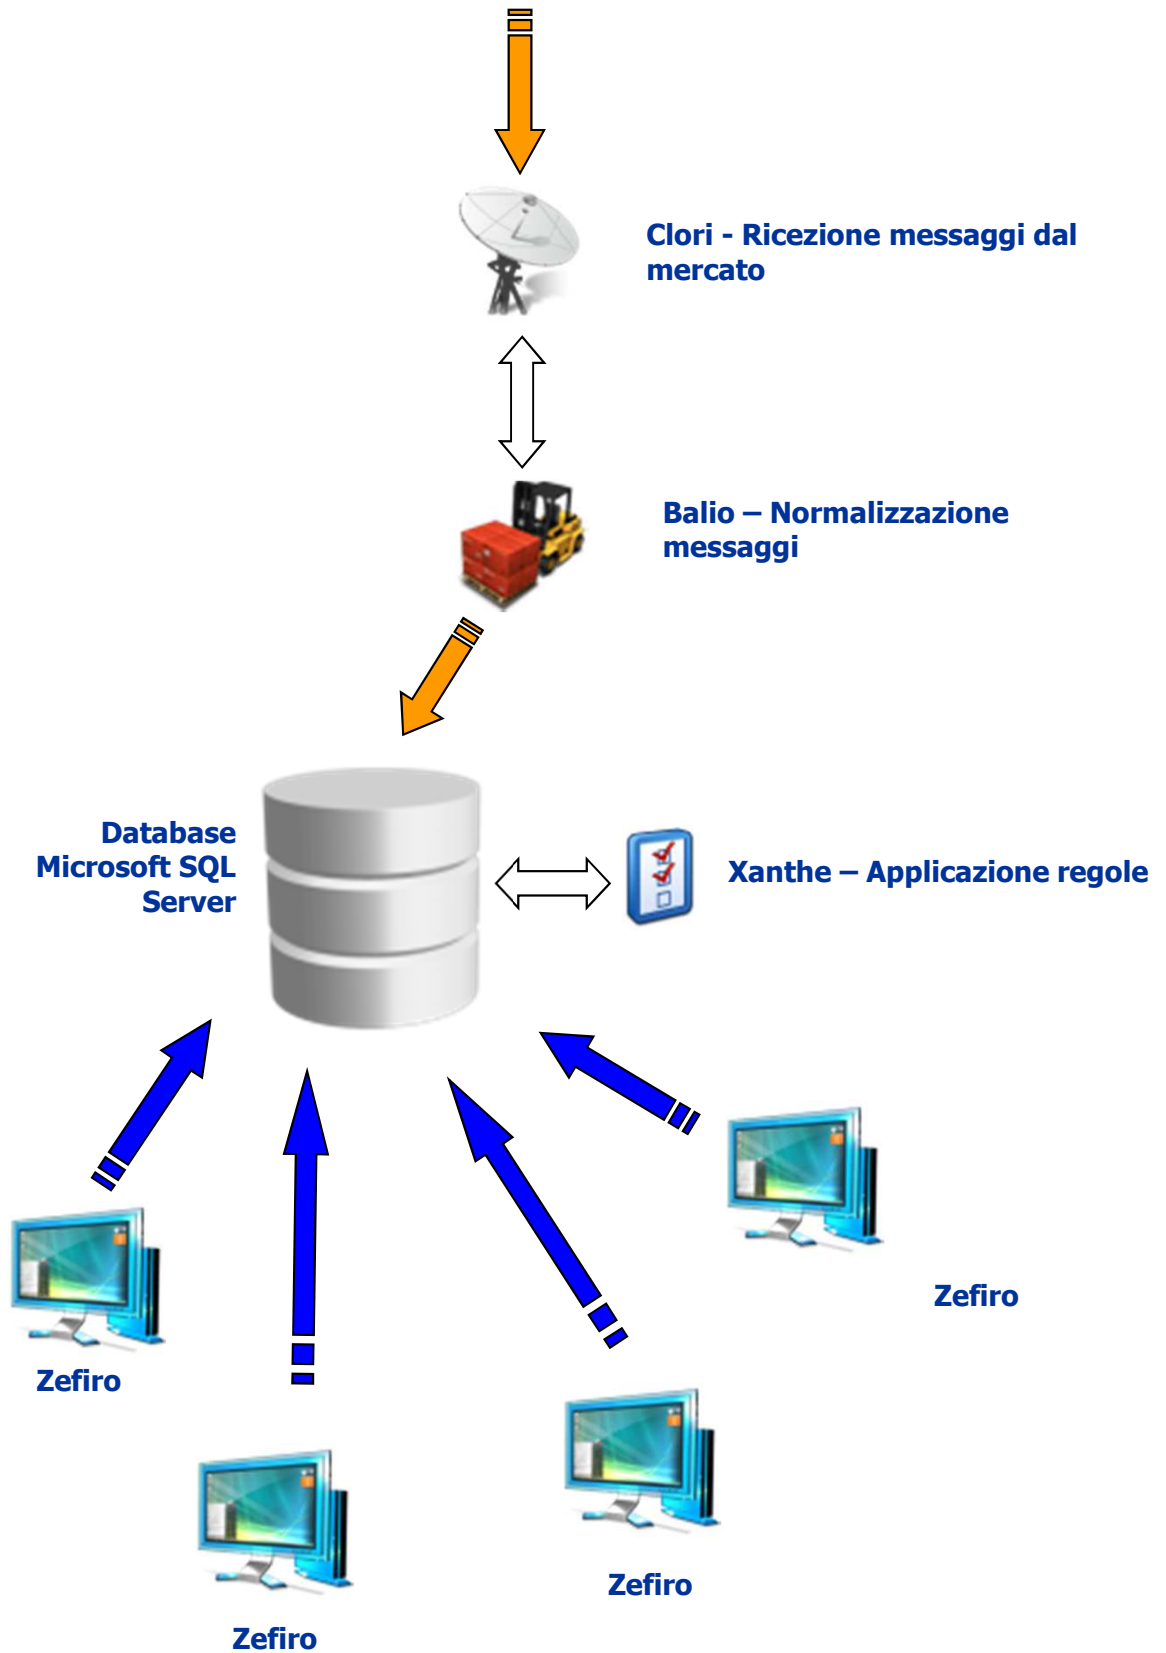 Clori - Ricezione messaggi dal
mercato
Balio – Normalizzazione
messaggi
Database
Microsoft SQL
Server
Xanthe – Applicazione regole
Zefiro
Zefiro
Zefiro
Zefiro